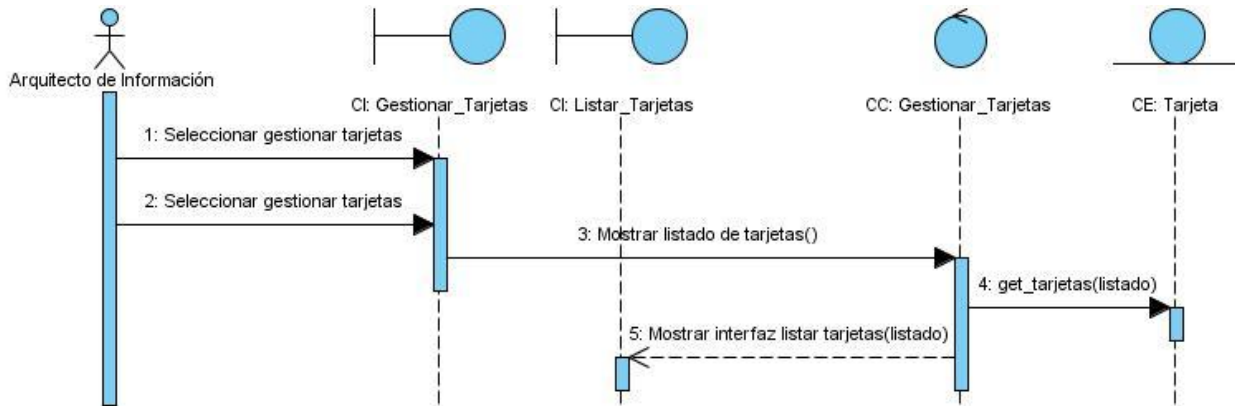 Arquitecto de Información
CI: Gestionar_Tarjetas
CI: Listar_Tarjetas
CC: Gestionar_Tarjetas
CE: Tarjeta
1: Seleccionar gestionar tarjetas
2: Seleccionar gestionar tarjetas
3: Mostrar listado de tarjetas()
4: get_tarjetas(listado)
5: Mostrar interfaz listar tarjetas(listado)